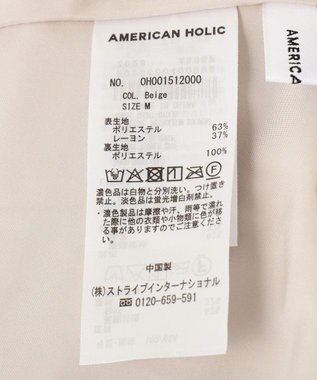 AMERICAN HOLIC
NO. 0H001512000
COL. Beige
SIZE M
表生地
ポリエステル 63%
レーヨン 37%
裏生地
ポリエステル 100%
濃色品は白物と分別洗い。つけ置き
禁止。淡色は蛍光増白剤禁止。
・濃色製品は摩擦や汗、雨等で濡れ
た際に他の衣類や小物類に色が移
る事がありますのでご注意下さい。
中国製
(株)ストライプインターナショナル
☏ 0120-659-591
AMERICAN